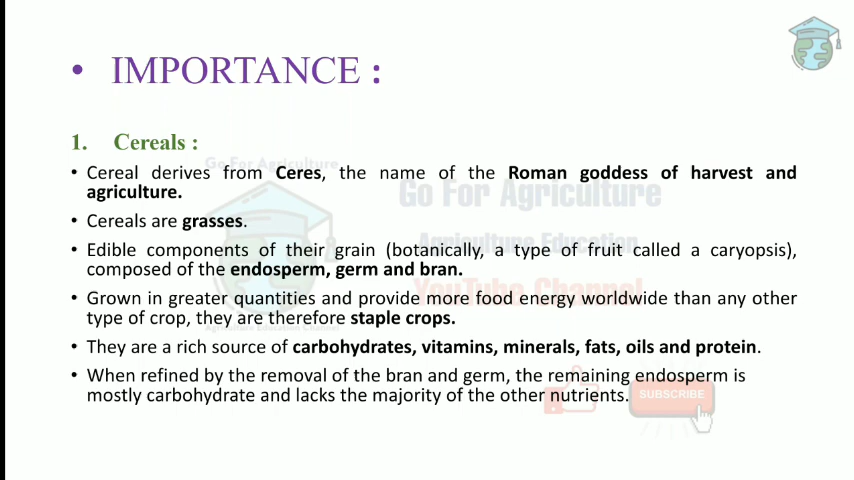 • IMPORTANCE :
1. Cereals :
• Cereal derives from Ceres, the name of the Roman goddess of harvest and
agriculture.
• Cereals are grasses.
• Edible components of their grain (botanically, a type of fruit called a caryopsis),
composed of the endosperm, germ and bran.
• Grown in greater quantities and provide more food energy worldwide than any other
type of crop, they are therefore staple crops.
• They are a rich source of carbohydrates, vitamins, minerals, fats, oils and protein.
• When refined by the removal of the bran and germ, the remaining endosperm is
mostly carbohydrate and lacks the majority of the other nutrients.
Go For Agriculture
Go For Agriculture
Agriculture Education
YouTube Channel
Agriculture Education Channel
SUBSCRIBE